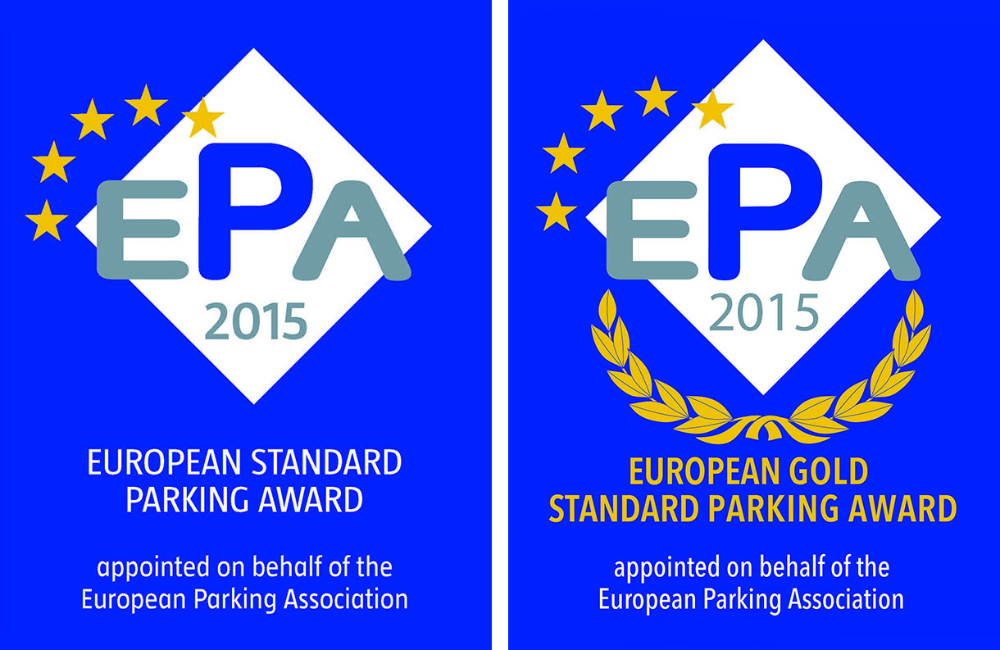 EPA
2015
EUROPEAN STANDARD
PARKING AWARD
appointed on behalf of the
European Parking Association
EPA
2015
EUROPEAN GOLD
STANDARD PARKING AWARD
appointed on behalf of the
European Parking Association